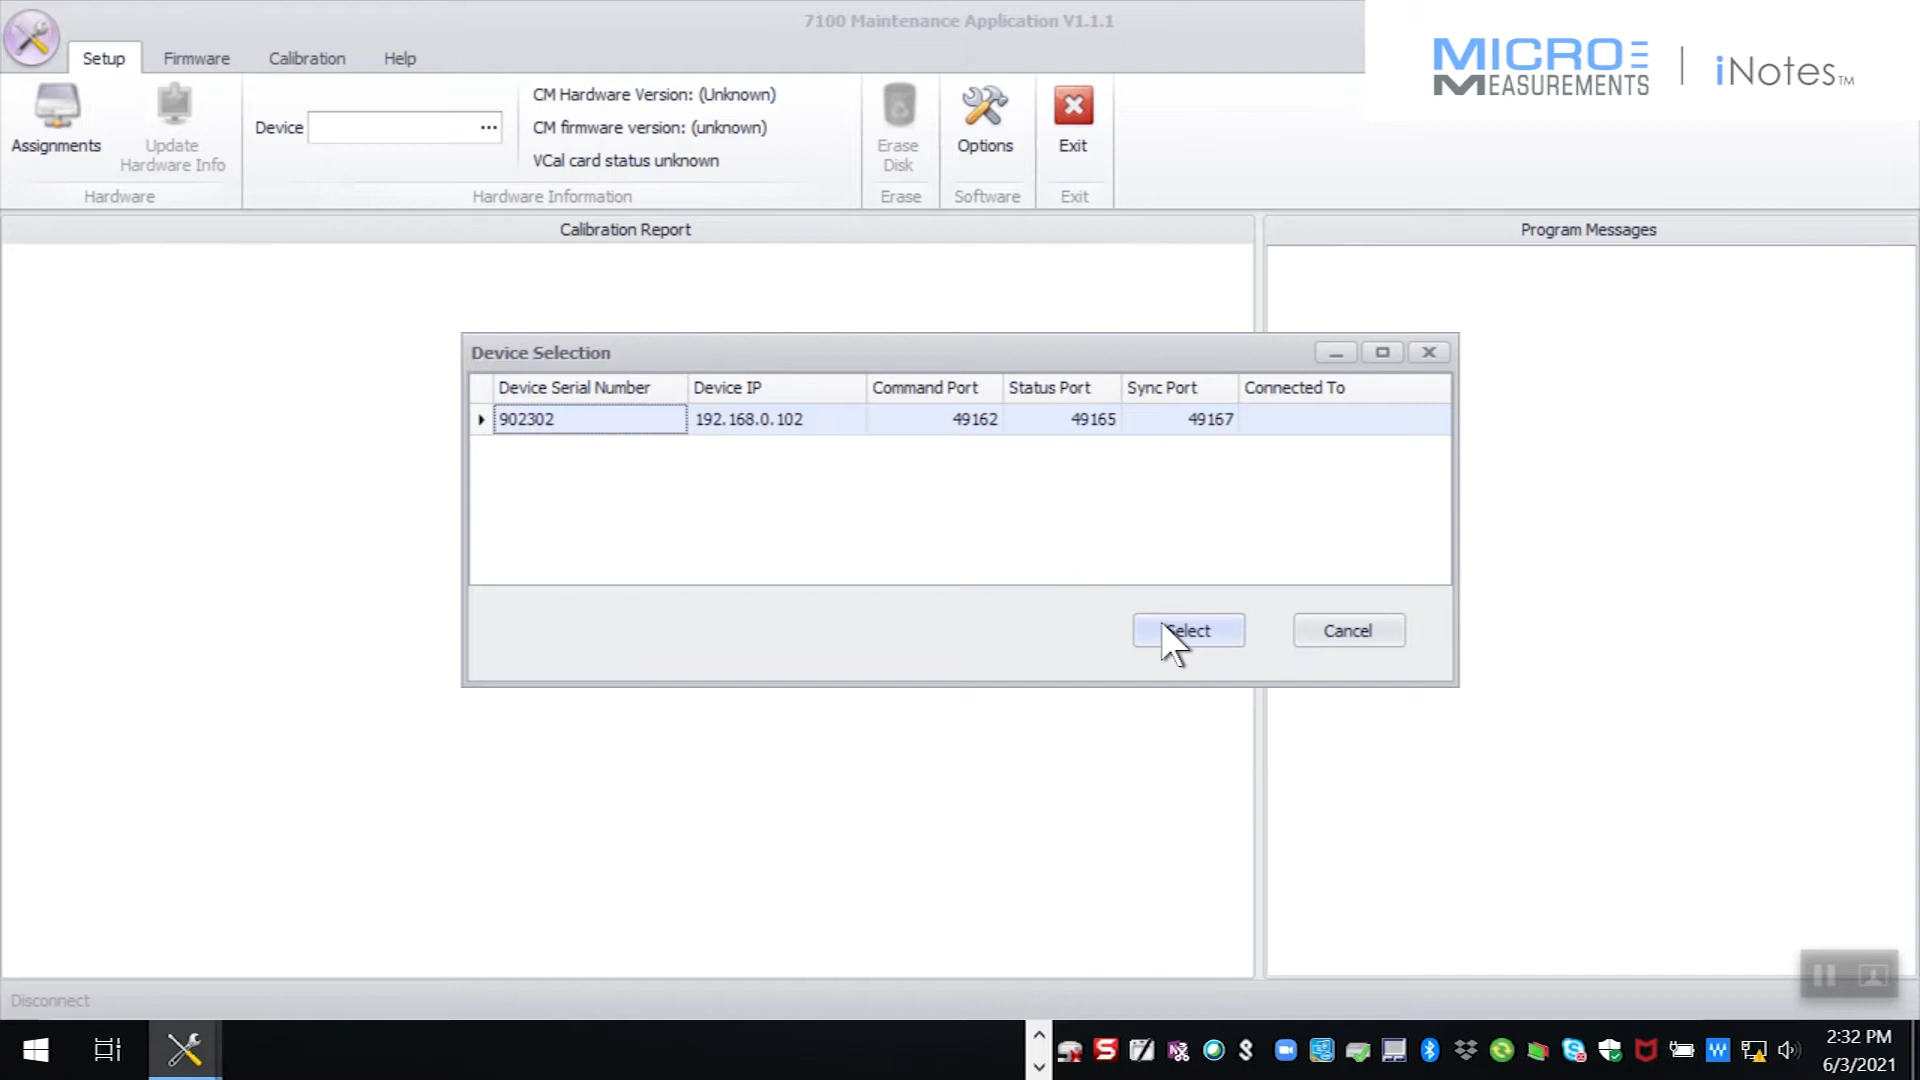 7100 Maintenance Application V1.1.1
MICRO
MEASUREMENTS
iNotes™
Setup
Firmware
Calibration
Help
Assignments
Update
Hardware Info
Hardware
Device
...
CM Hardware Version: (Unknown)
CM firmware version: (unknown)
VCal card status unknown
Hardware Information
Erase
Disk
Erase
Options
Software
Exit
Exit
Calibration Report
Program Messages
Device Selection
Device Serial Number
Device IP
Command Port
Status Port
Sync Port
Connected To
902302
192.168.0.102
49162
49165
49167
Select
Cancel
Disconnect
2:32 PM
6/3/2021